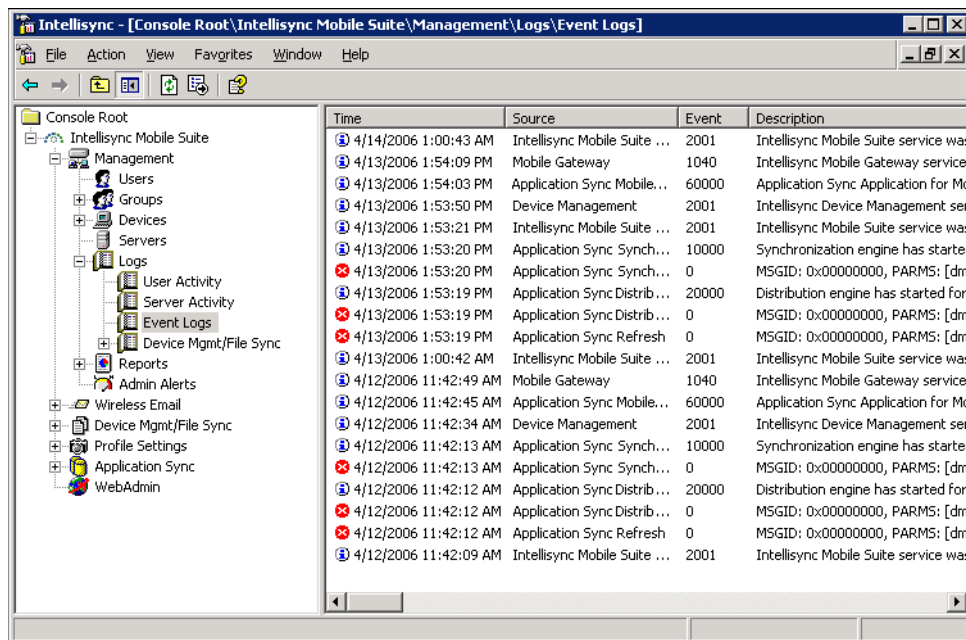 Intellisync - [Console Root\Intellisync Mobile Suite\Management\Logs\Event Logs]
File Action View Favorites Window Help
Console Root
Intellisync Mobile Suite
Management
Users
Groups
Devices
Servers
Logs
User Activity
Server Activity
Event Logs
Device Mgmt/File Sync
Reports
Admin Alerts
Wireless Email
Device Mgmt/File Sync
Profile Settings
Application Sync
WebAdmin
Time Source Event Description
4/14/2006 1:00:43 AM Intellisync Mobile Suite ... 2001 Intellisync Mobile Suite service was
4/13/2006 1:54:09 PM Mobile Gateway 1040 Intellisync Mobile Gateway service
4/13/2006 1:54:03 PM Application Sync Mobile... 60000 Application Sync Application for Mo
4/13/2006 1:53:50 PM Device Management 2001 Intellisync Device Management ser
4/13/2006 1:53:21 PM Intellisync Mobile Suite ... 2001 Intellisync Mobile Suite service was
4/13/2006 1:53:20 PM Application Sync Synch... 10000 Synchronization engine has starte
4/13/2006 1:53:20 PM Application Sync Synch... 0 MSGID: 0x00000000, PARMS: [dm
4/13/2006 1:53:19 PM Application Sync Distrib... 20000 Distribution engine has started for
4/13/2006 1:53:19 PM Application Sync Distrib... 0 MSGID: 0x00000000, PARMS: [dm
4/13/2006 1:53:19 PM Application Sync Refresh 0 MSGID: 0x00000000, PARMS: [dm
4/13/2006 1:00:42 AM Intellisync Mobile Suite ... 2001 Intellisync Mobile Suite service was
4/12/2006 11:42:49 AM Mobile Gateway 1040 Intellisync Mobile Gateway service
4/12/2006 11:42:45 AM Application Sync Mobile... 60000 Application Sync Application for Mo
4/12/2006 11:42:34 AM Device Management 2001 Intellisync Device Management ser
4/12/2006 11:42:13 AM Application Sync Synch... 10000 Synchronization engine has starte
4/12/2006 11:42:13 AM Application Sync Synch... 0 MSGID: 0x00000000, PARMS: [dm
4/12/2006 11:42:12 AM Application Sync Distrib... 20000 Distribution engine has started for
4/12/2006 11:42:12 AM Application Sync Distrib... 0 MSGID: 0x00000000, PARMS: [dm
4/12/2006 11:42:12 AM Application Sync Refresh 0 MSGID: 0x00000000, PARMS: [dm
4/12/2006 11:42:09 AM Intellisync Mobile Suite ... 2001 Intellisync Mobile Suite service was